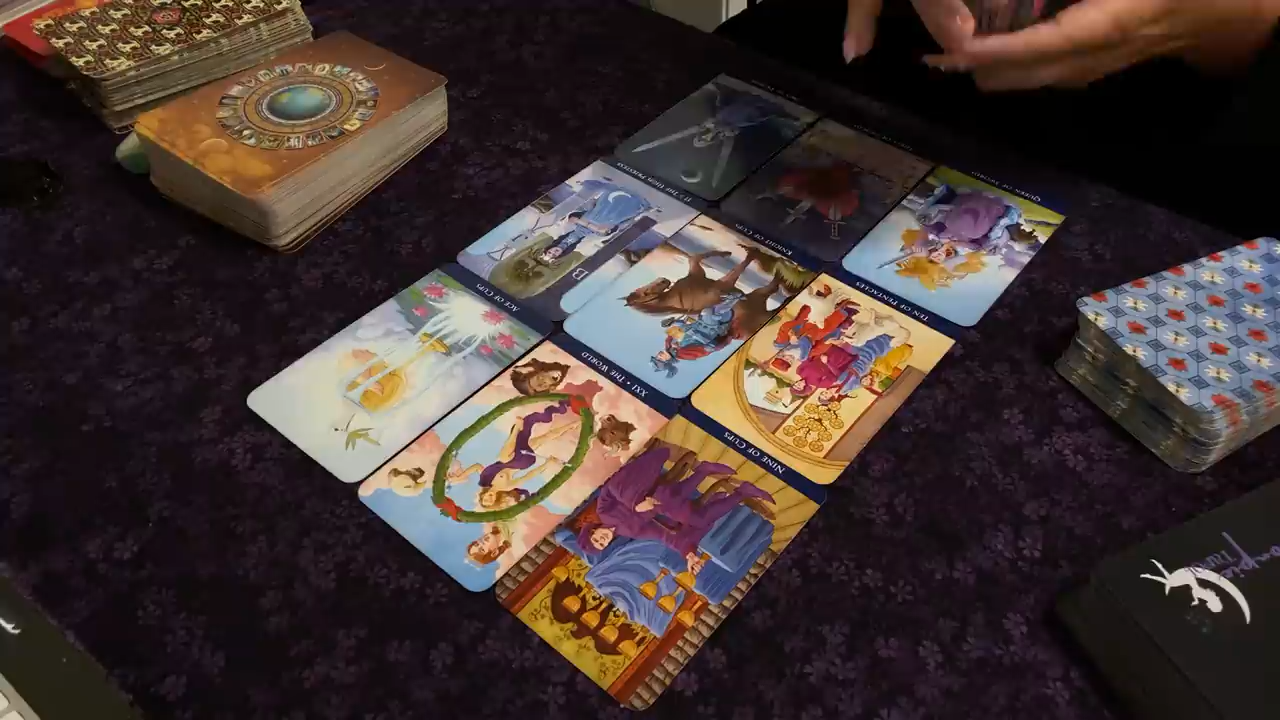 QUEEN OF SWORDS
II • THE HIGH PRIESTESS
KNIGHT OF CUPS
TEN OF PENTACLES
B
ACE OF CUPS
XXI • THE WORLD
NINE OF CUPS